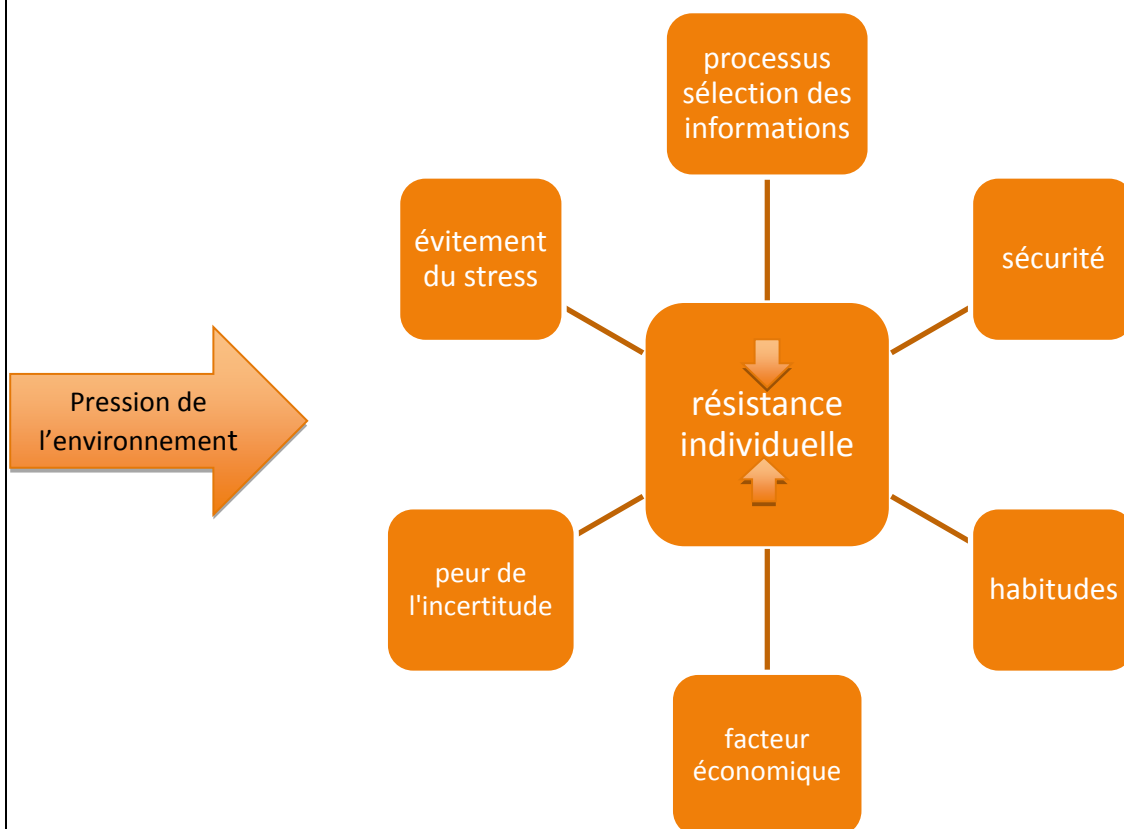 processus
sélection des
informations
évitement
du stress
sécurité
Pression de
l’environnement
résistance
individuelle
peur de
l'incertitude
habitudes
facteur
économique